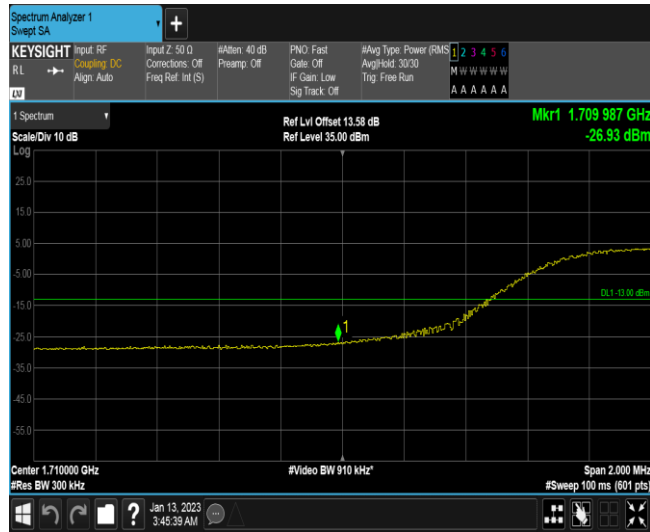 Spectrum Analyzer 1
Swept SA
KEYSIGHT
RL
LXI
Input: RF
Coupling: DC
Align: Auto
Input Z: 50 Ω
Corrections: Off
Freq Ref: Int (S)
#Atten: 40 dB
Preamp: Off
PNO: Fast
Gate: Off
IF Gain: Low
Sig Track: Off
#Avg Type: Power (RMS
Avg|Hold: 30/30
Trig: Free Run
1 2 3 4 5 6
M W W W W W
A A A A A A
1 Spectrum
Scale/Div 10 dB
Ref Lvl Offset 13.58 dB
Ref Level 35.00 dBm
Mkr1 1.709 987 GHz
-26.93 dBm
Log
25.0
15.0
5.00
-5.00
DL1 -13.00 dBm
-15.0
1
-25.0
-35.0
-45.0
-55.0
Center 1.710000 GHz
#Video BW 910 kHz*
Span 2.000 MHz
#Res BW 300 kHz
#Sweep 100 ms (601 pts)
?
Jan 13, 2023
3:45:39 AM